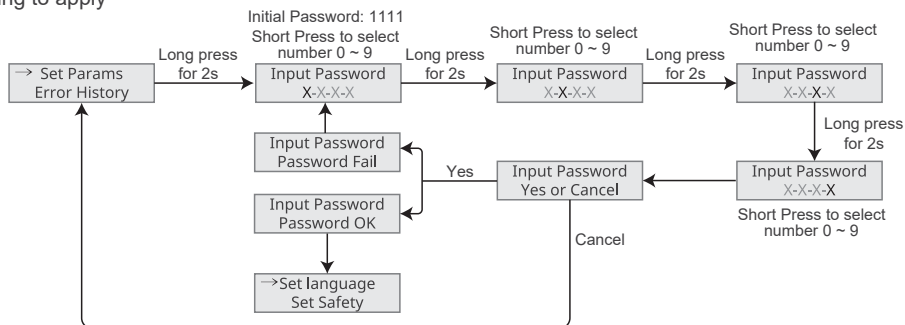 ing to apply
Initial Password: 1111
Short Press to select
number 0 ~ 9
Short Press to select
number 0 ~ 9
Short Press to select
number 0 ~ 9
→ Set Params
Error History
Long press
for 2s
Input Password
X-X-X-X
Long press
for 2s
Input Password
X-X-X-X
Long press
for 2s
Input Password
X-X-X-X
Long press
for 2s
Input Password
Password Fail
Yes
Input Password
Yes or Cancel
Input Password
X-X-X-X
Short Press to select
number 0 ~ 9
Input Password
Password OK
Cancel
→Set language
Set Safety